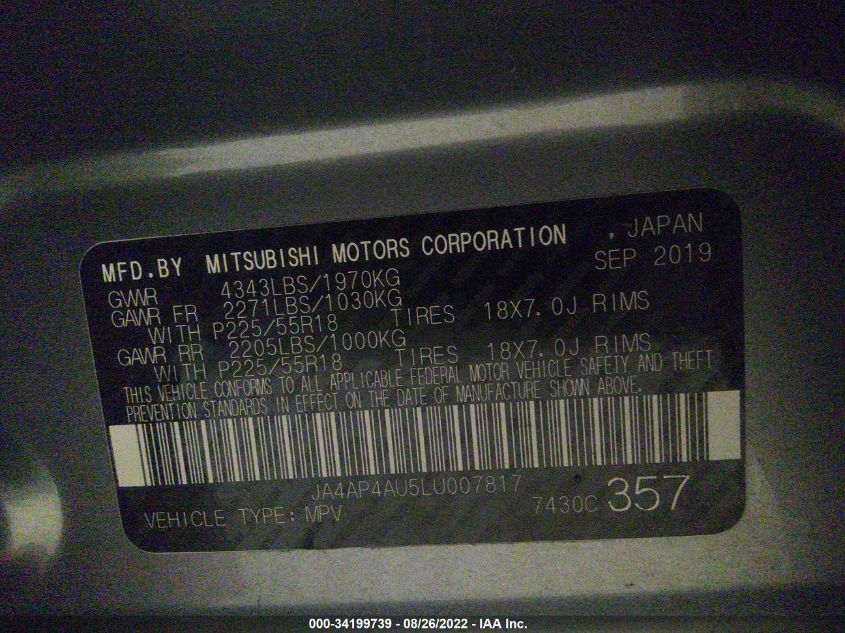 MFD.BY MITSUBISHI MOTORS CORPORATION , JAPAN
SEP 2019
GVWR 4343LBS/1970KG
GAWR FR 2271LBS/1030KG
WITH P225/55R18 TIRES 18X7.0J RIMS
GAWR RR 2205LBS/1000KG
WITH P225/55R18 TIRES 18X7.0J RIMS
THIS VEHICLE CONFORMS TO ALL APPLICABLE FEDERAL MOTOR VEHICLE SAFETY AND THEFT
PREVENTION STANDARDS IN EFFECT ON THE DATE OF MANUFACTURE SHOWN ABOVE.
JA4AP4AU5LU007817
VEHICLE TYPE: MPV 7430C 357
000-34199739 - 08/26/2022 - IAA Inc.